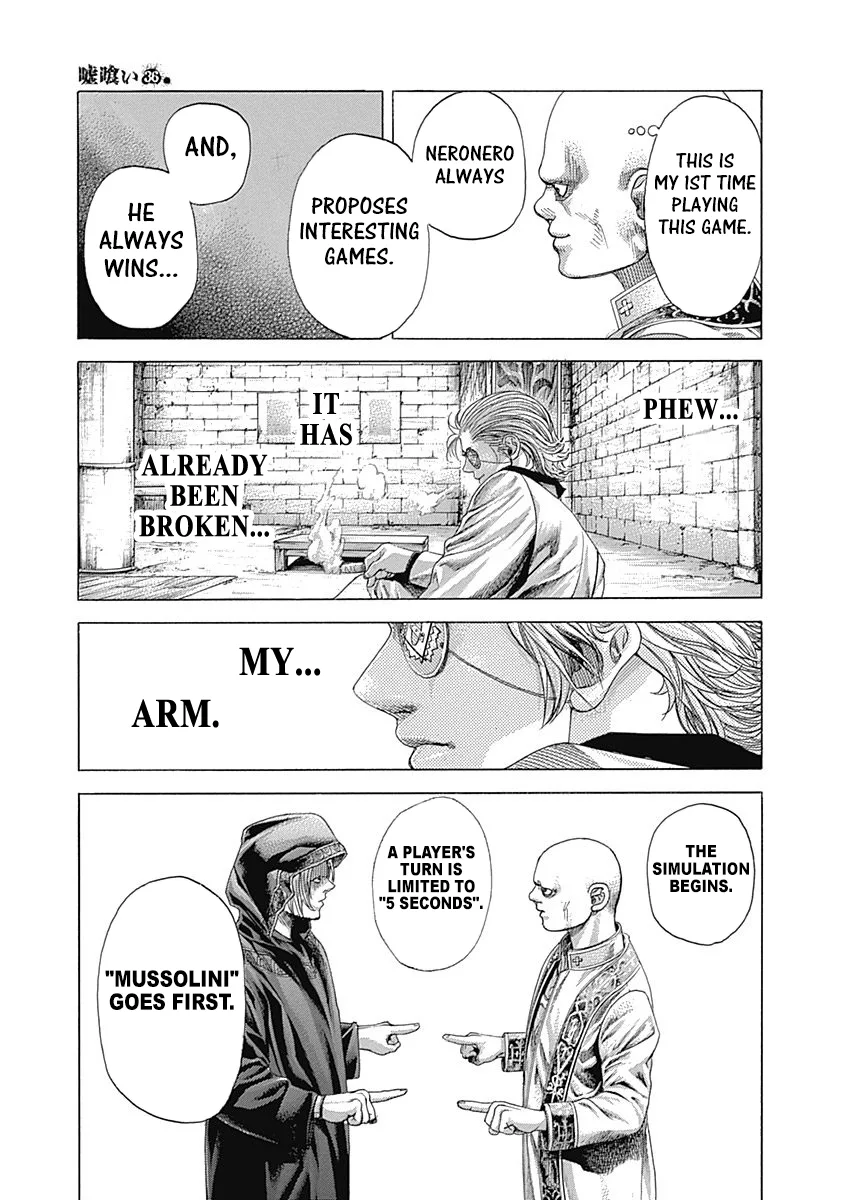 嘘喰い 36.
THIS IS
MY 1ST TIME
PLAYING
THIS GAME.
NERONERO
ALWAYS
PROPOSES
INTERESTING
GAMES.
AND,
HE
ALWAYS
WINS...
PHEW...
IT
HAS
ALREADY
BEEN
BROKEN...
MY...
ARM.
THE
SIMULATION
BEGINS.
A PLAYER'S
TURN IS
LIMITED TO
"5 SECONDS".
"MUSSOLINI"
GOES FIRST.